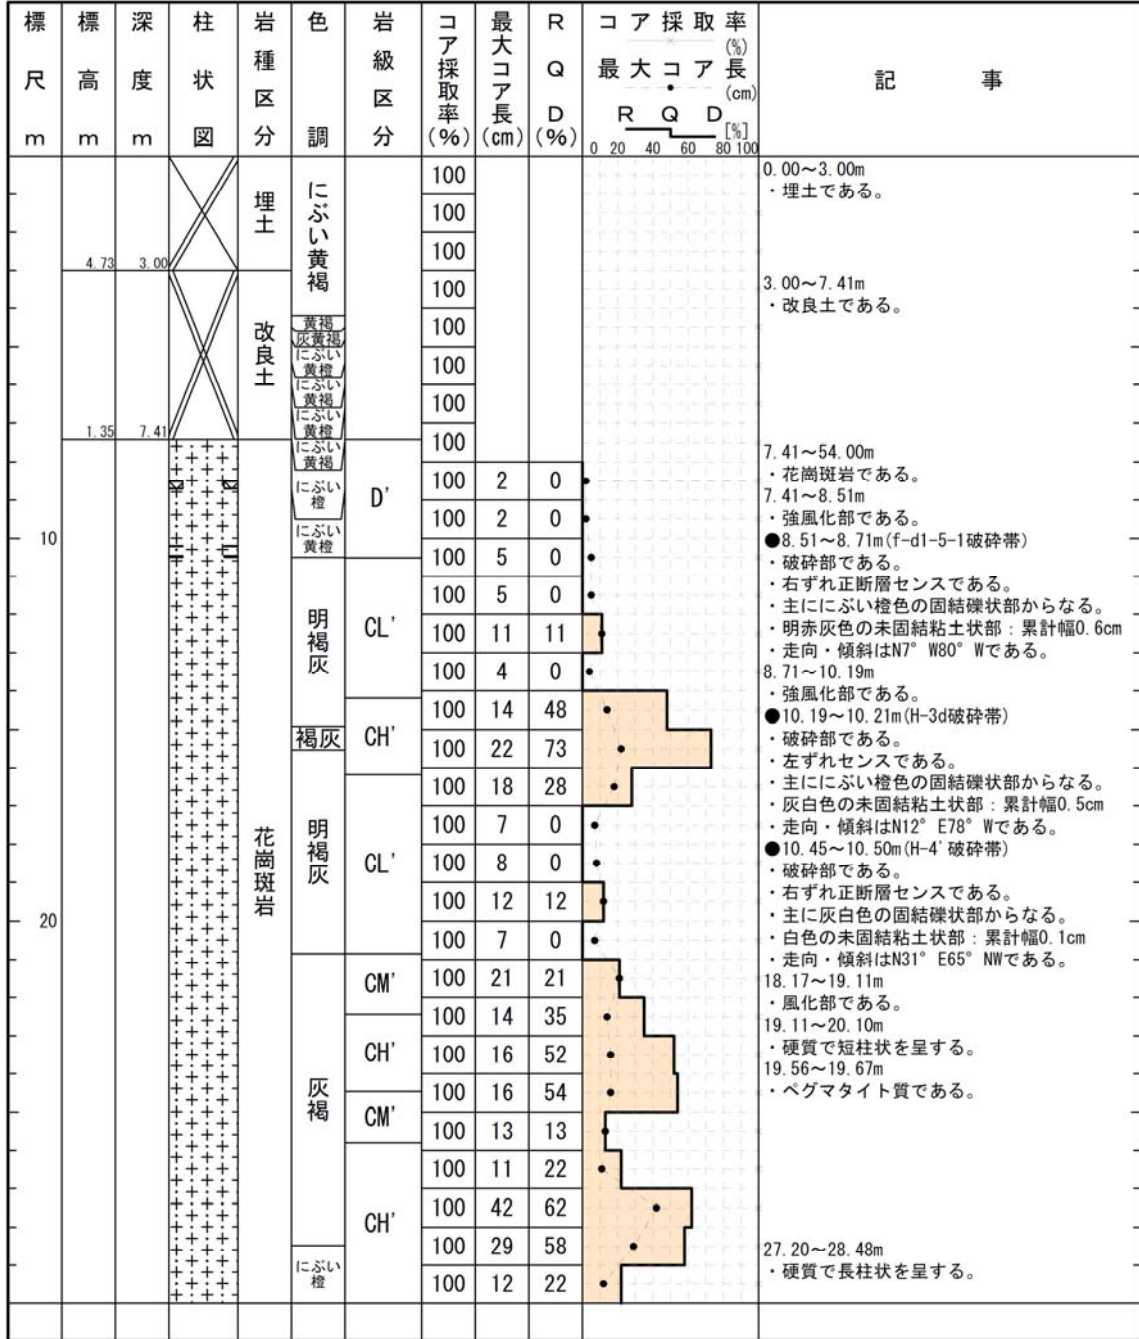 標尺 m
標高 m
深度 m
柱状図
岩種区分
色調
岩級区分
コア採取率(%)
最大コア長(cm)
RQD(%)
コア採取率(%)
最大コア長(cm)
RQD[%]
0 20 40 60 80 100
記事
10
20
4.73 3.00
1.35 7.41
埋土
改良土
花崗斑岩
にぶい黄褐
黄褐
灰黄褐
にぶい黄橙
にぶい黄褐
にぶい黄橙
にぶい黄褐
にぶい橙
にぶい黄橙
明褐灰
褐灰
明褐灰
灰褐
にぶい橙
D'
CL'
CH'
CL'
CM'
CH'
CM'
CH'
100
100
100
100
100
100
100
100
100 2 0
100 2 0
100 5 0
100 5 0
100 11 11
100 4 0
100 14 48
100 22 73
100 18 28
100 7 0
100 8 0
100 12 12
100 7 0
100 21 21
100 14 35
100 16 52
100 16 54
100 13 13
100 11 22
100 42 62
100 29 58
100 12 22
0.00～3.00m
・埋土である。
3.00～7.41m
・改良土である。
7.41～54.00m
・花崗斑岩である。
7.41～8.51m
・強風化部である。
●8.51～8.71m(f-d1-5-1破砕帯)
・破砕部である。
・右ずれ正断層センスである。
・主ににぶい橙色の固結礫状部からなる。
・明赤灰色の未固結粘土状部：累計幅0.6cm
・走向・傾斜はN7°W80°Wである。
8.71～10.19m
・強風化部である。
●10.19～10.21m(H-3d破砕帯)
・破砕部である。
・左ずれセンスである。
・主ににぶい橙色の固結礫状部からなる。
・灰白色の未固結粘土状部：累計幅0.5cm
・走向・傾斜はN12°E78°Wである。
●10.45～10.50m(H-4'破砕帯)
・破砕部である。
・右ずれ正断層センスである。
・主に灰白色の固結礫状部からなる。
・白色の未固結粘土状部：累計幅0.1cm
・走向・傾斜はN31°E65°NWである。
18.17～19.11m
・風化部である。
19.11～20.10m
・硬質で短柱状を呈する。
19.56～19.67m
・ペグマタイト質である。
27.20～28.48m
・硬質で長柱状を呈する。